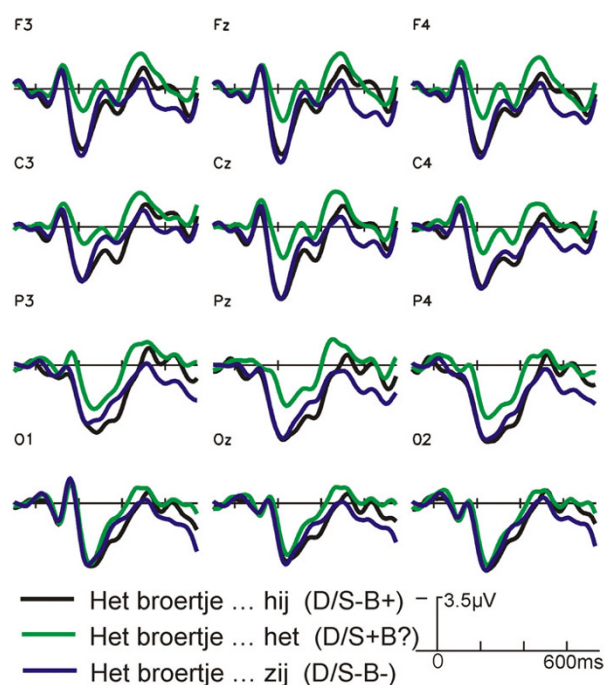 F3 Fz F4
C3 Cz C4
P3 Pz P4
O1 Oz O2
Het broertje ... hij (D/S-B+)
Het broertje ... het (D/S+B?)
Het broertje ... zij (D/S-B-)
3.5µV
0 600ms